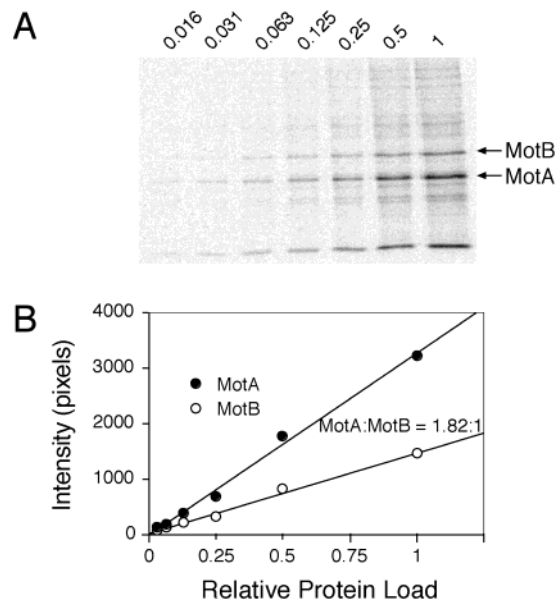 A
0.016 0.031 0.063 0.125 0.25 0.5 1
MotB
MotA
B
4000
3000
2000
1000
0
Intensity (pixels)
MotA
MotB
MotA:MotB = 1.82:1
0 0.25 0.5 0.75 1
Relative Protein Load